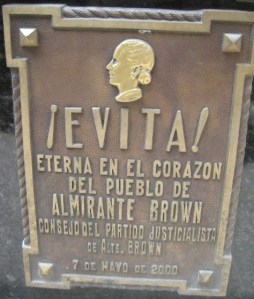 ¡EVITA!
ETERNA EN EL CORAZON
DEL PUEBLO DE
ALMIRANTE BROWN
CONSEJO DEL PARTIDO JUSTICIALISTA
DE ALTE. BROWN
7 DE MAYO DE 2000